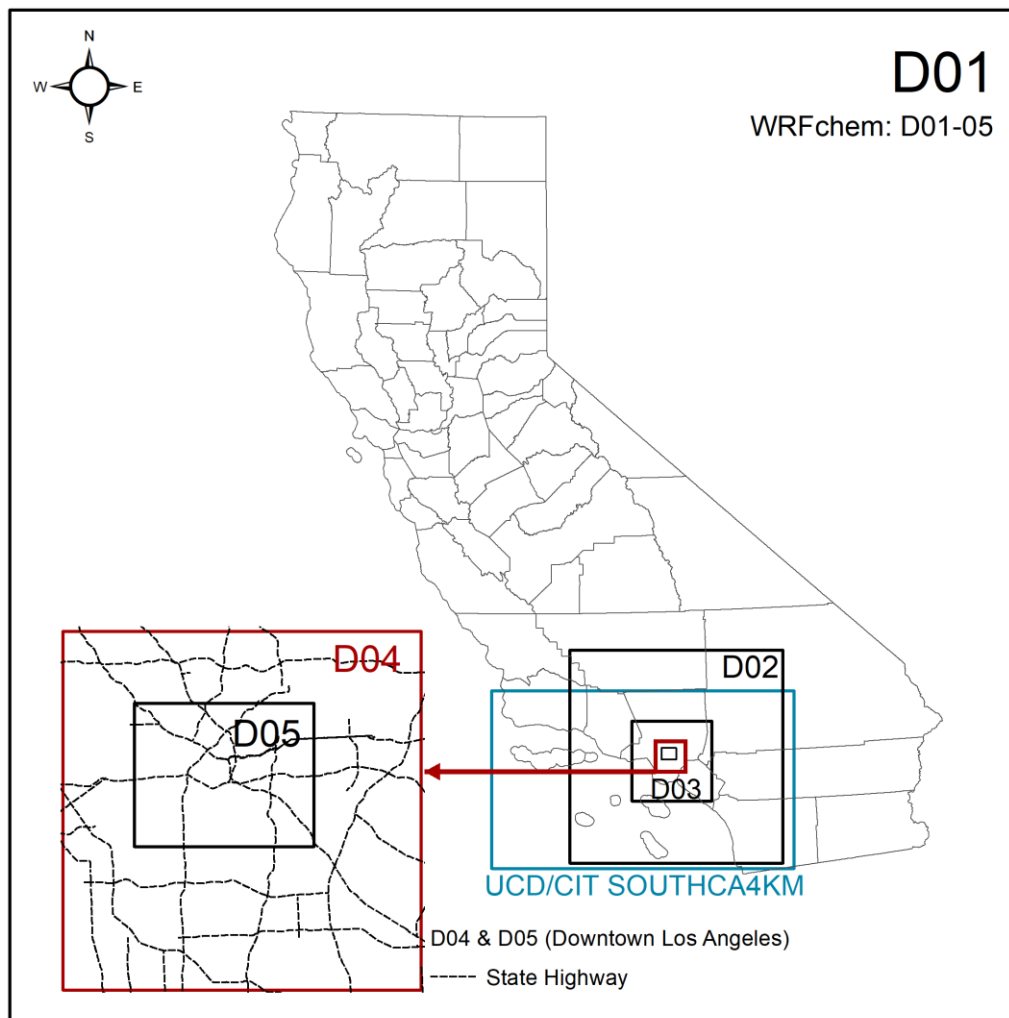 N
W
E
S
D01
WRFchem: D01-05
D04
D05
D02
D03
UCD/CIT SOUTHCA4KM
D04 & D05 (Downtown Los Angeles)
State Highway